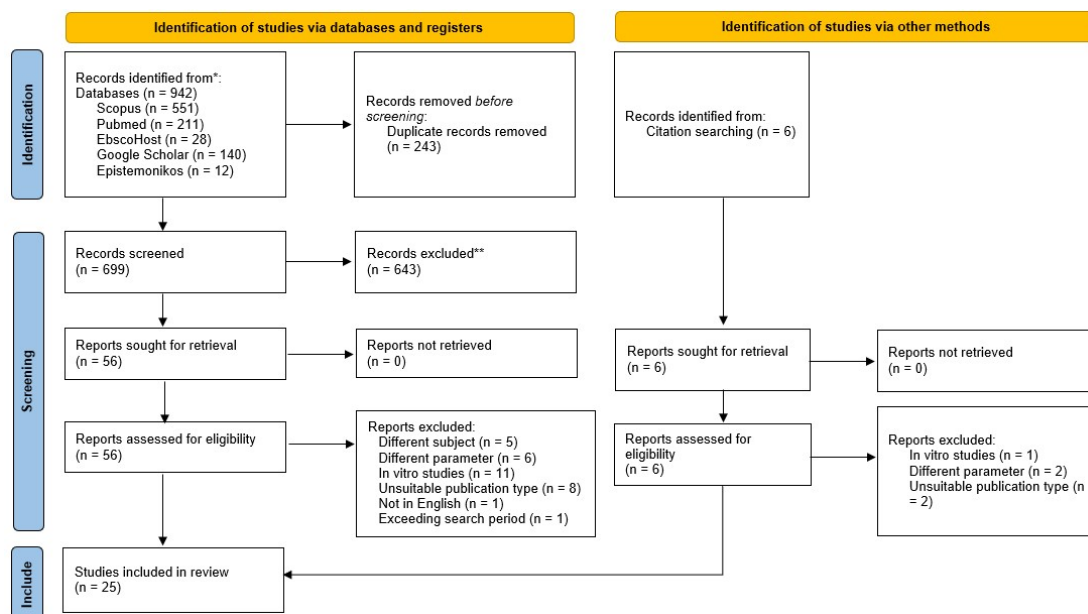 Identification of studies via databases and registers
Identification of studies via other methods
Identification
Records identified from*:
Databases (n = 942)
Scopus (n = 551)
Pubmed (n = 211)
EbscoHost (n = 28)
Google Scholar (n = 140)
Epistemonikos (n = 12)
Records removed before
screening:
Duplicate records removed
(n = 243)
Records identified from:
Citation searching (n = 6)
Screening
Records screened
(n = 699)
Records excluded**
(n = 643)
Reports sought for retrieval
(n = 56)
Reports not retrieved
(n = 0)
Reports sought for retrieval
(n = 6)
Reports not retrieved
(n = 0)
Reports assessed for eligibility
(n = 56)
Reports excluded:
Different subject (n = 5)
Different parameter (n = 6)
In vitro studies (n = 11)
Unsuitable publication type (n = 8)
Not in English (n = 1)
Exceeding search period (n = 1)
Reports assessed for
eligibility
(n = 6)
Reports excluded:
In vitro studies (n = 1)
Different parameter (n = 2)
Unsuitable publication type (n
= 2)
Include
Studies included in review
(n = 25)